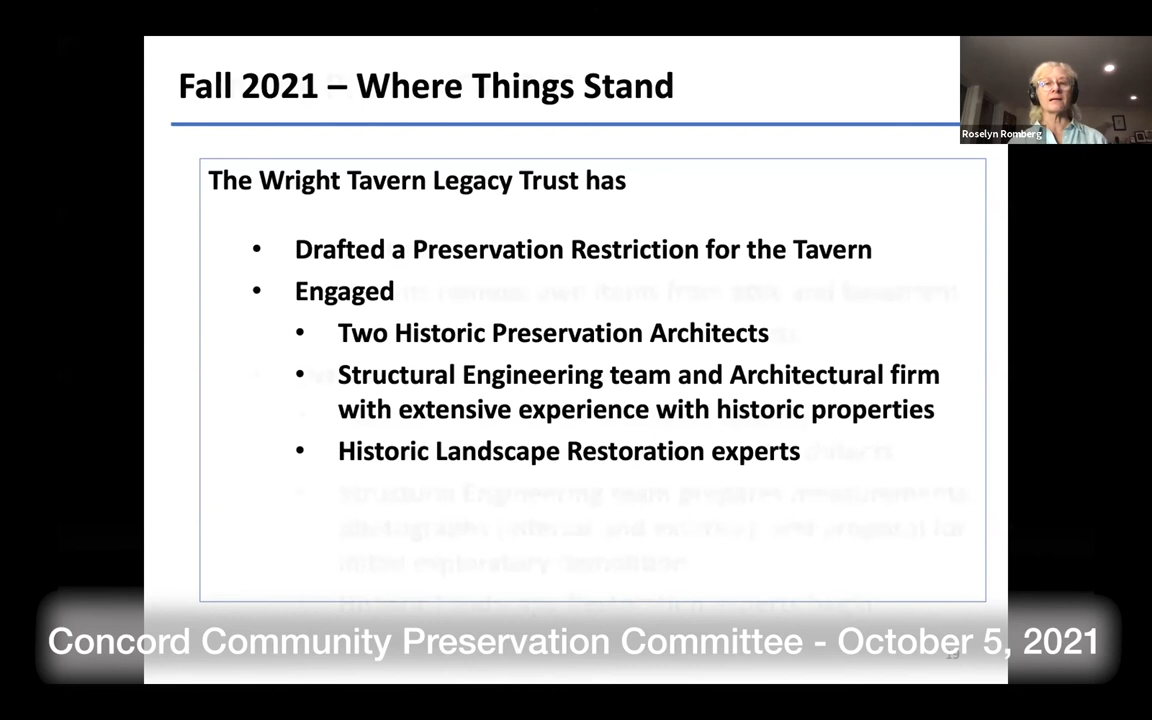 Fall 2021 – Where Things Stand
Roselyn Romberg
The Wright Tavern Legacy Trust has
• Drafted a Preservation Restriction for the Tavern
• Engaged
• Two Historic Preservation Architects
• Structural Engineering team and Architectural firm
with extensive experience with historic properties
• Historic Landscape Restoration experts
Concord Community Preservation Committee - October 5, 2021